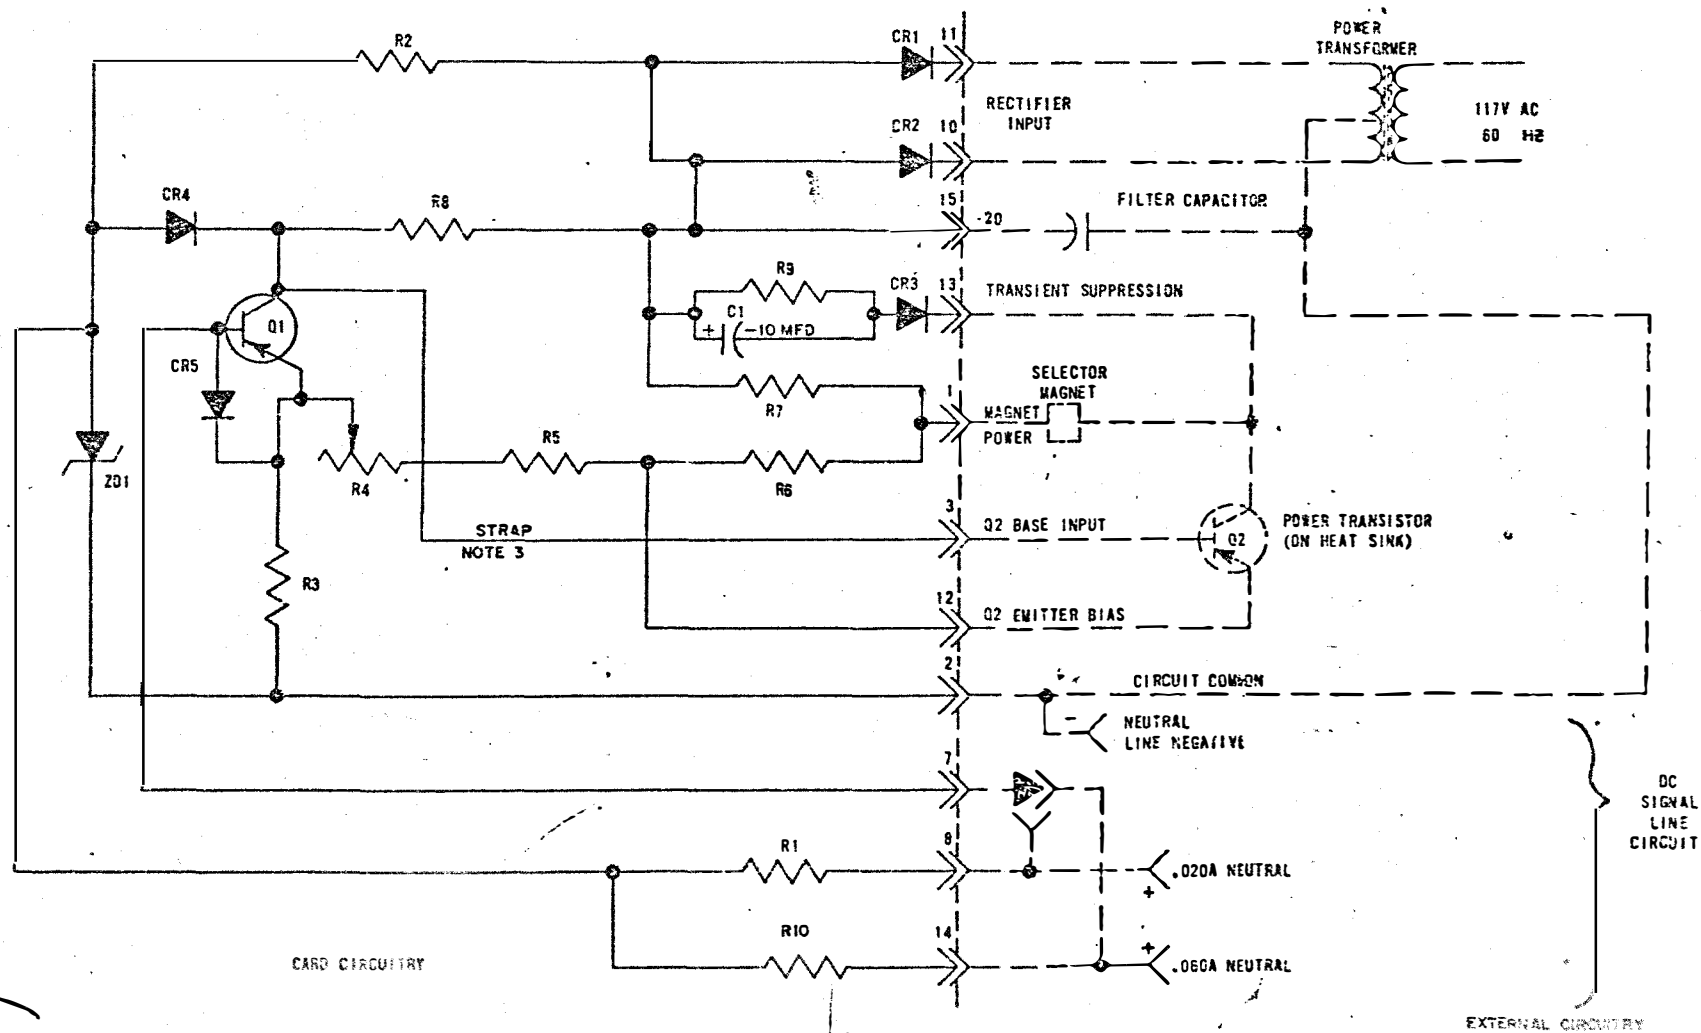 R2
CR1
11
POWER
TRANSFORMER
RECTIFIER
INPUT
117V AC
60 HZ
CR2
10
CR4
R8
15
-20
FILTER CAPACITOR
R9
CR3
13
TRANSIENT SUPPRESSION
C1
+
-10 MFD
Q1
CR5
SELECTOR
MAGNET
1
MAGNET
POWER
R7
R5
R4
R6
ZD1
3
Q2 BASE INPUT
Q2
POWER TRANSISTOR
(ON HEAT SINK)
STRAP
NOTE 3
R3
12
Q2 EMITTER BIAS
2
CIRCUIT COMMON
-
NEUTRAL
LINE NEGATIVE
7
DC
SIGNAL
LINE
CIRCUIT
R1
8
.020A NEUTRAL
+
R10
14
+
.060A NEUTRAL
CARD CIRCUITRY
EXTERNAL CIRCUITRY